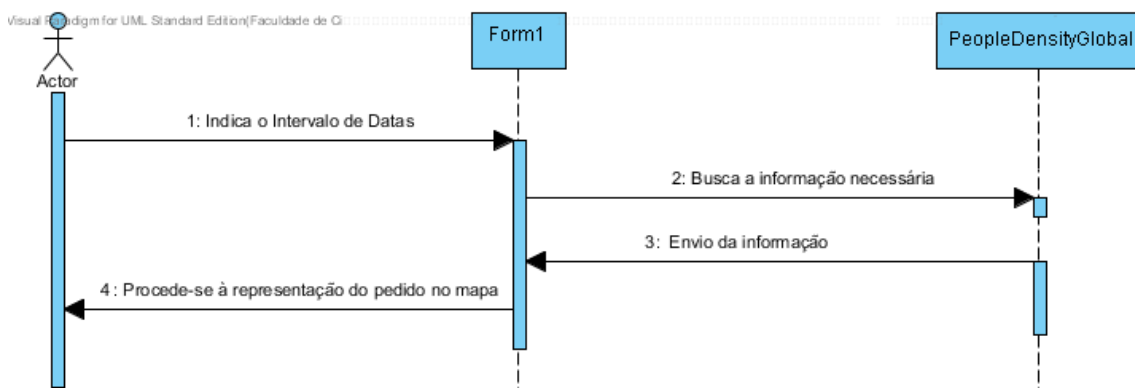 Visual Paradigm for UML Standard Edition(Faculdade de Ci
Form1
PeopleDensityGlobal
Actor
1: Indica o Intervalo de Datas
2: Busca a informação necessária
3: Envio da informação
4: Procede-se à representação do pedido no mapa